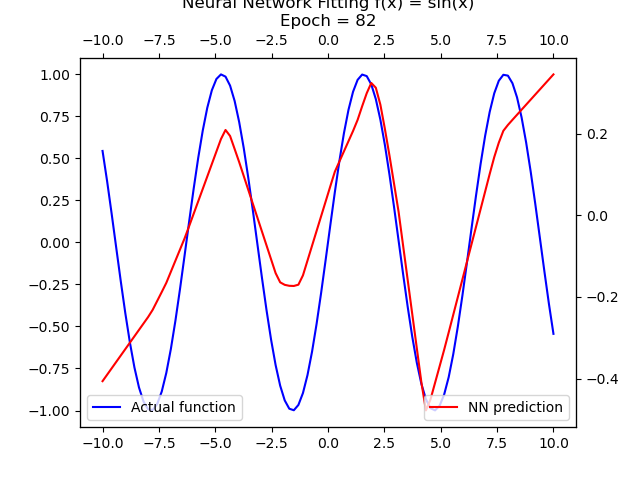 Neural Network Fitting f(x) = sin(x)
Epoch = 82
−10.0 −7.5 −5.0 −2.5 0.0 2.5 5.0 7.5 10.0
1.00
0.75
0.50
0.25
0.00
−0.25
−0.50
−0.75
−1.00
0.2
0.0
−0.2
−0.4
Actual function
NN prediction
−10.0 −7.5 −5.0 −2.5 0.0 2.5 5.0 7.5 10.0